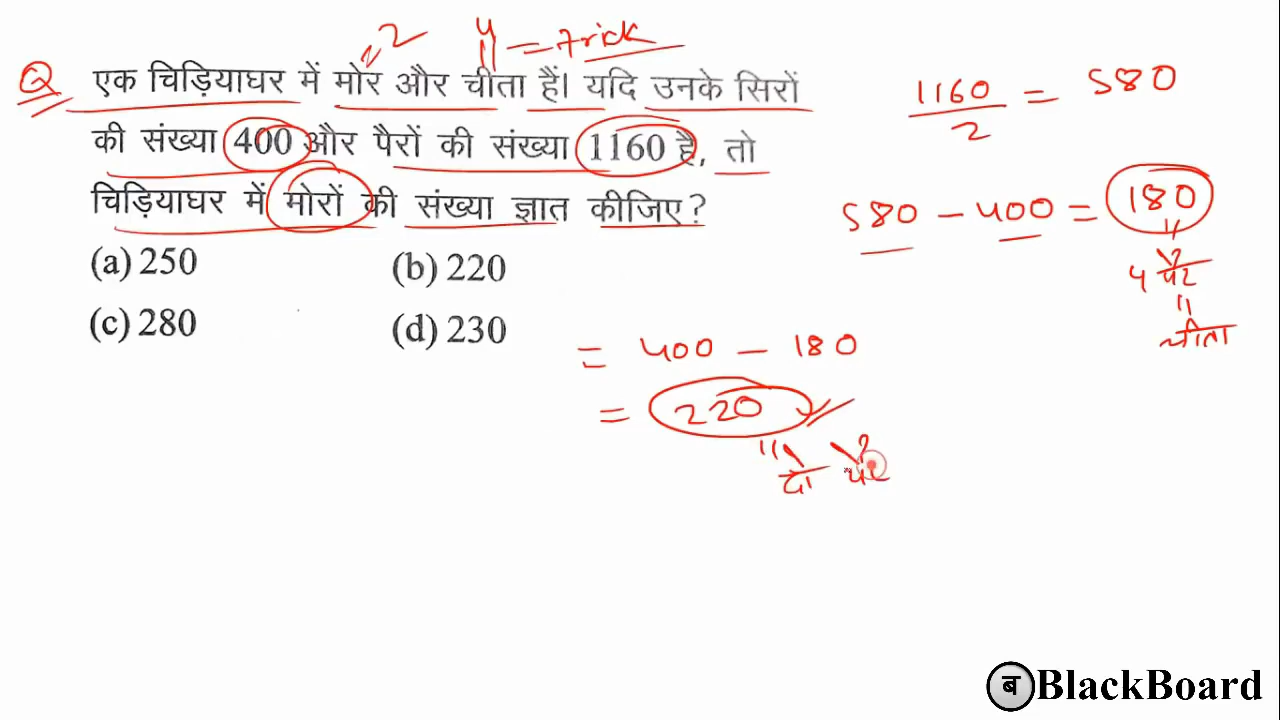 2 4 = Trick
Q एक चिड़ियाघर में मोर और चीता हैं। यदि उनके सिरों
की संख्या 400 और पैरों की संख्या 1160 है, तो
चिड़ियाघर में मोरों की संख्या ज्ञात कीजिए?
(a) 250 (b) 220
(c) 280 (d) 230
1160/2 = 580
580 - 400 = 180
4 पैर
चीता
= 400 - 180
= 220
दो पैर
ब BlackBoard